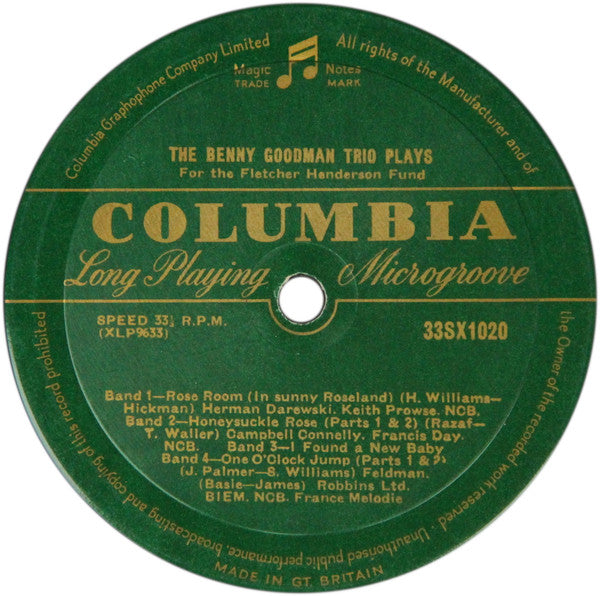 Columbia Graphophone Company Limited
All rights of the Manufacturer and of
the Owner of the recorded work reserved · Unauthorised public performance, broadcasting and copying of this record prohibited
Magic Notes
TRADE MARK
THE BENNY GOODMAN TRIO PLAYS
For the Fletcher Henderson Fund
COLUMBIA
Long Playing Microgroove
SPEED 33⅓ R.P.M.
(XLP9633)
33SX1020
Band 1—Rose Room (In sunny Roseland) (H. Williams—
Hickman) Herman Darewski. Keith Prowse. NCB.
Band 2—Honeysuckle Rose (Parts 1 & 2) (Razaf—
T. Waller) Campbell Connelly. Francis Day.
NCB. Band 3—I Found a New Baby
Band 4—One O'Clock Jump (Parts 1 & 2)
(J. Palmer—S. Williams) Feldman.
(Basie—James) Robbins Ltd.
BIEM. NCB. France Melodie
MADE IN GT. BRITAIN